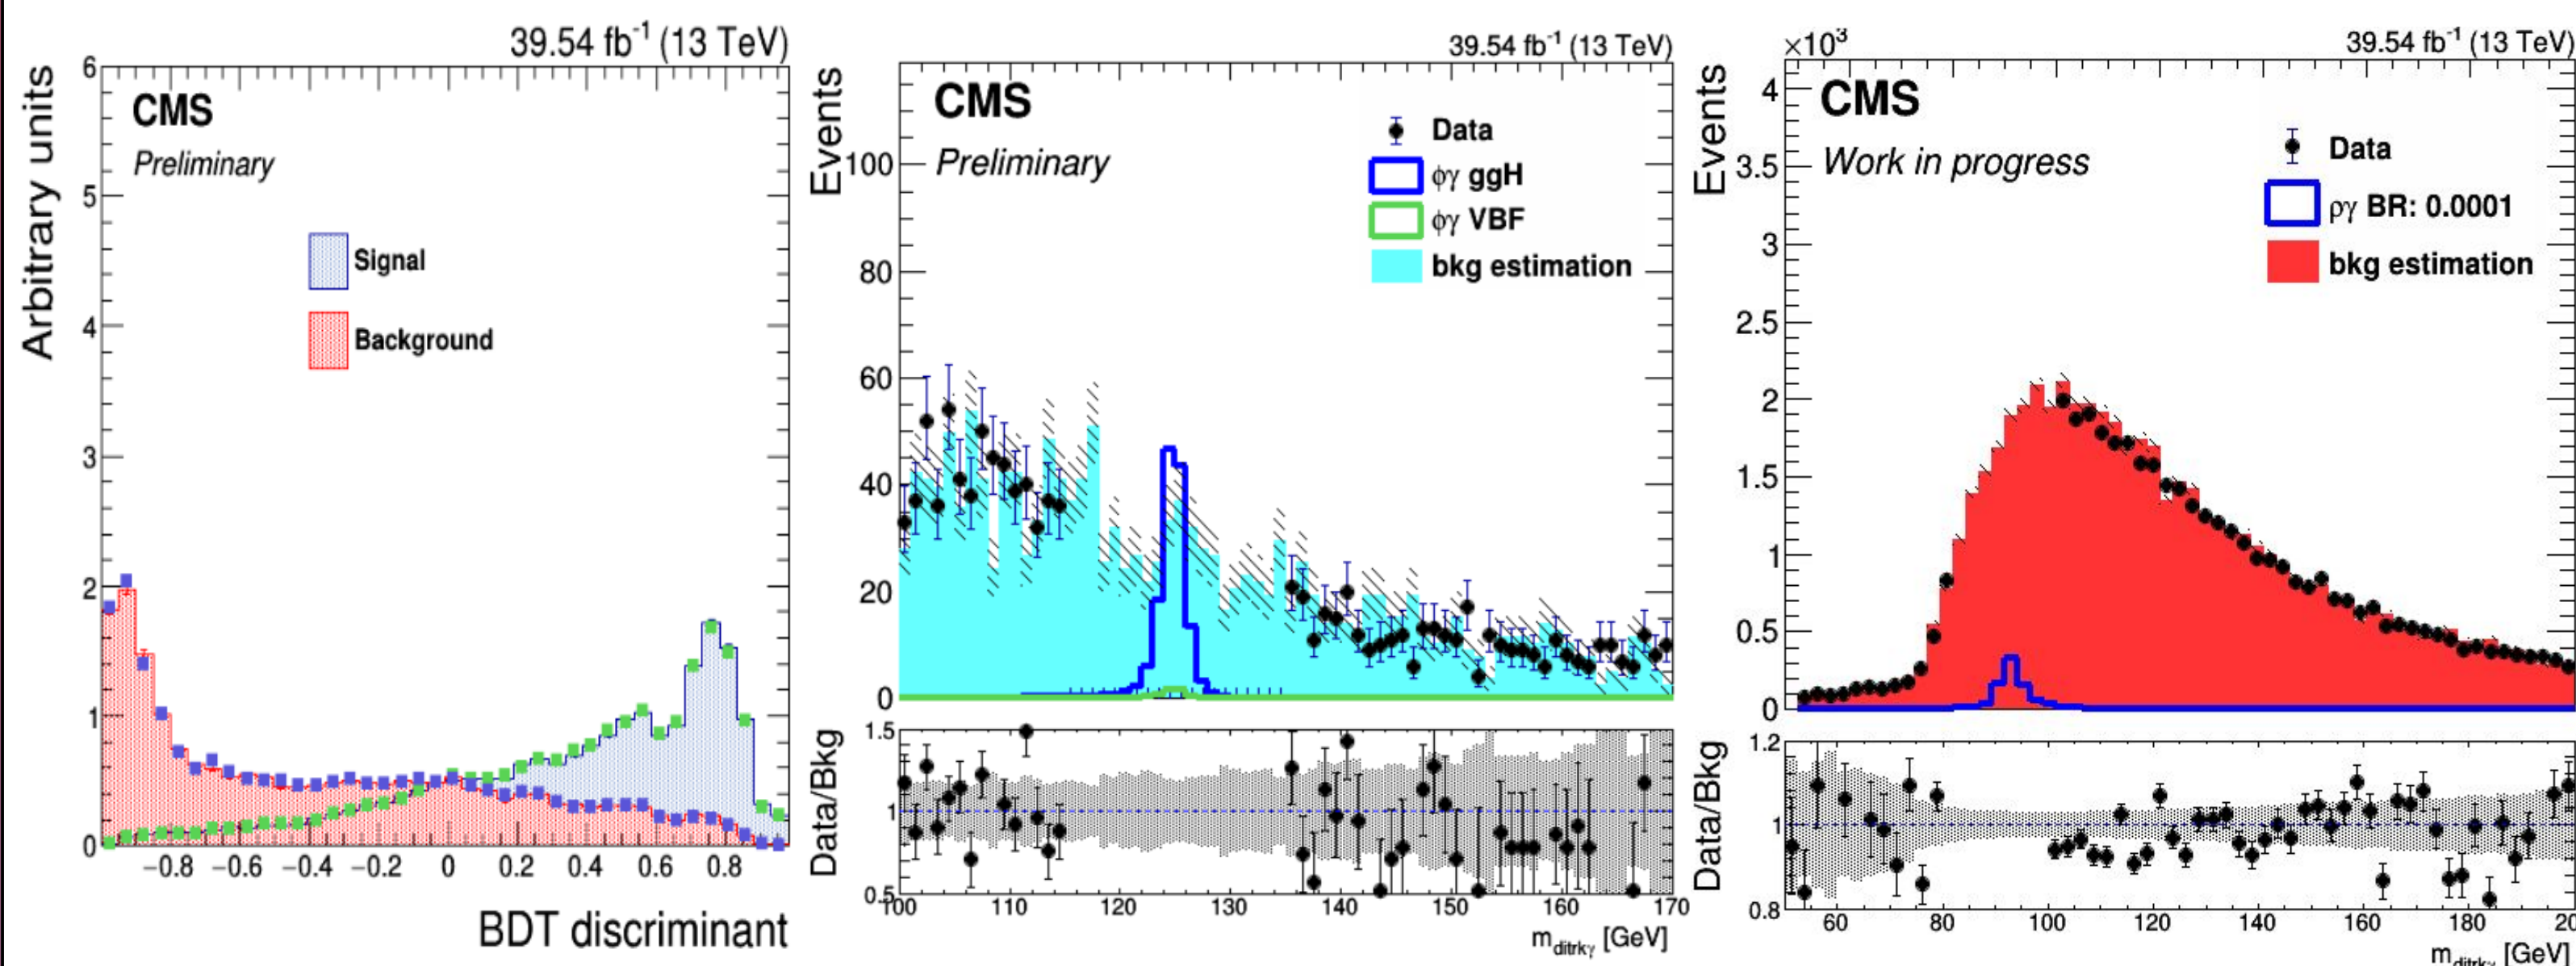 39.54 fb-1 (13 TeV)
CMS
Preliminary
Signal
Background
Arbitrary units
6
5
4
3
2
1
0
−0.8 −0.6 −0.4 −0.2 0 0.2 0.4 0.6 0.8
BDT discriminant
39.54 fb-1 (13 TeV)
CMS
Preliminary
Data
ϕγ ggH
ϕγ VBF
bkg estimation
Events
100
80
60
40
20
0
Data/Bkg
1.5
1
0.5
100 110 120 130 140 150 160 170
mditrkγ [GeV]
×10³
39.54 fb-1 (13 TeV)
CMS
Work in progress
Data
ργ BR: 0.0001
bkg estimation
Events
4
3.5
3
2.5
2
1.5
1
0.5
0
Data/Bkg
1.2
1
0.8
60 80 100 120 140 160 180 20
mditrkγ [GeV]